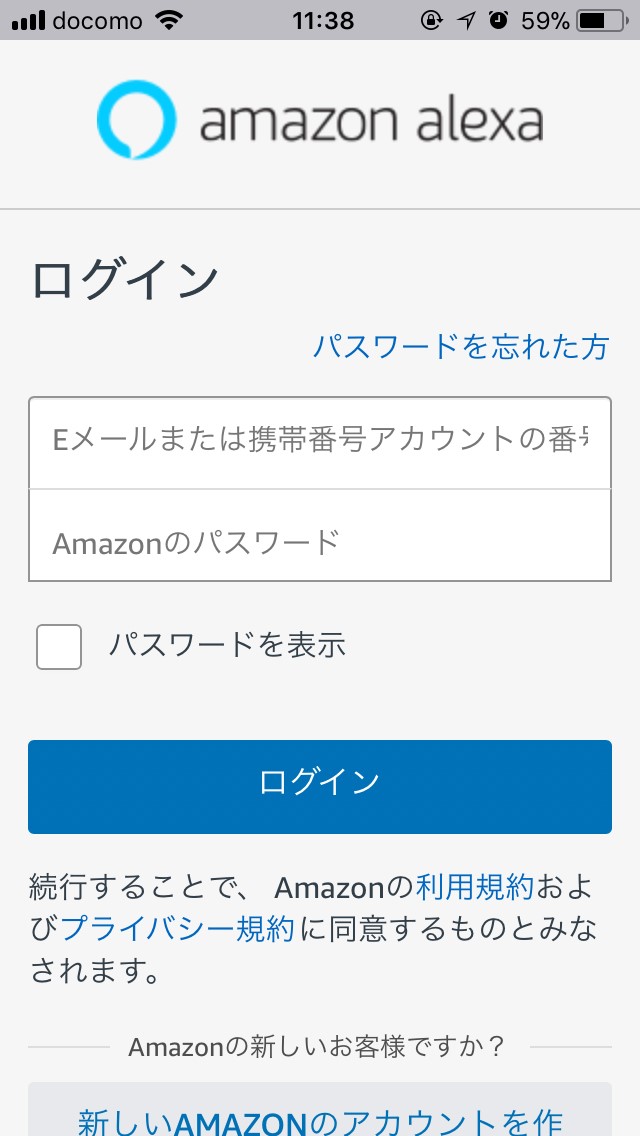 docomo 11:38 59%
amazon alexa
ログイン
パスワードを忘れた方
Eメールまたは携帯番号アカウントの番
Amazonのパスワード
パスワードを表示
ログイン
続行することで、 Amazonの利用規約およ
びプライバシー規約に同意するものとみな
されます。
Amazonの新しいお客様ですか？
新しいAMAZONのアカウントを作